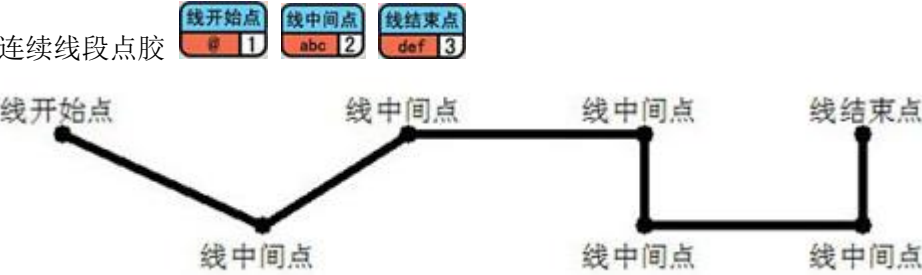 线开始点 线中间点 线结束点
连续线段点胶 @ 1 abc 2 def 3
线开始点 线中间点 线中间点 线结束点
线中间点 线中间点 线中间点